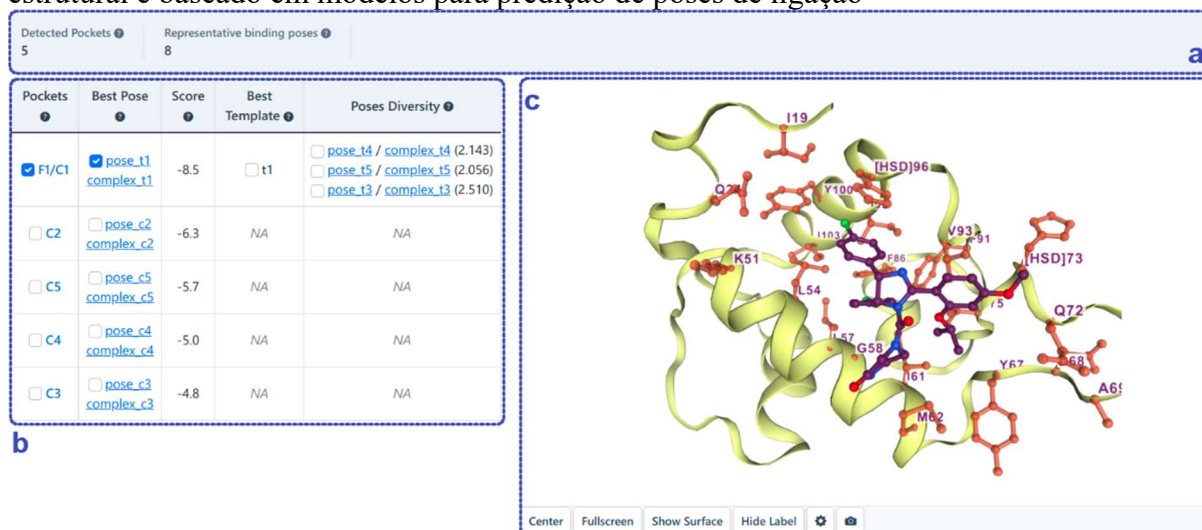 estrutural e baseado em modelos para predição de poses de ligação
Detected Pockets
5
Representative binding poses
8
a
Pockets
Best Pose
Score
Best Template
Poses Diversity
F1/C1
pose_t1
complex_t1
-8.5
t1
pose_t4 / complex_t4 (2.143)
pose_t5 / complex_t5 (2.056)
pose_t3 / complex_t3 (2.510)
C2
pose_c2
complex_c2
-6.3
NA
NA
C5
pose_c5
complex_c5
-5.7
NA
NA
C4
pose_c4
complex_c4
-5.0
NA
NA
C3
pose_c3
complex_c3
-4.8
NA
NA
b
c
I19
[HSD]96
Y100
I103
V93
F86
[HSD]73
K51
L54
Q72
L57
G58
I61
Y67
M62
Center
Fullscreen
Show Surface
Hide Label